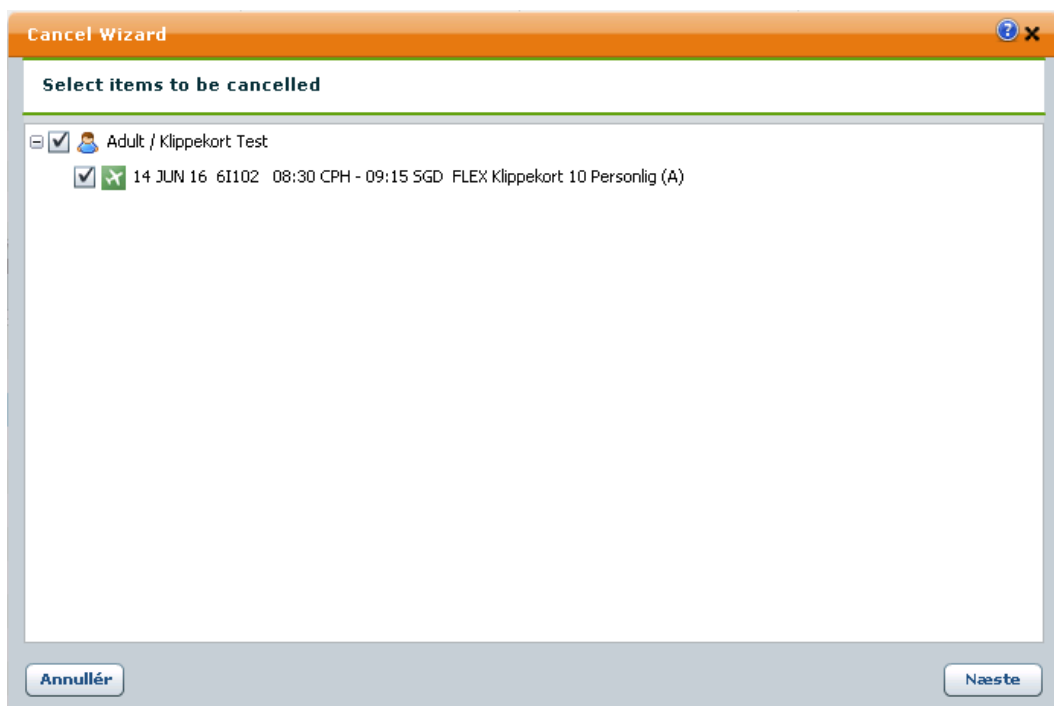 Cancel Wizard
Select items to be cancelled
Adult / Klippekort Test
14 JUN 16 6I102 08:30 CPH - 09:15 SGD FLEX Klippekort 10 Personlig (A)
Annullér
Næste